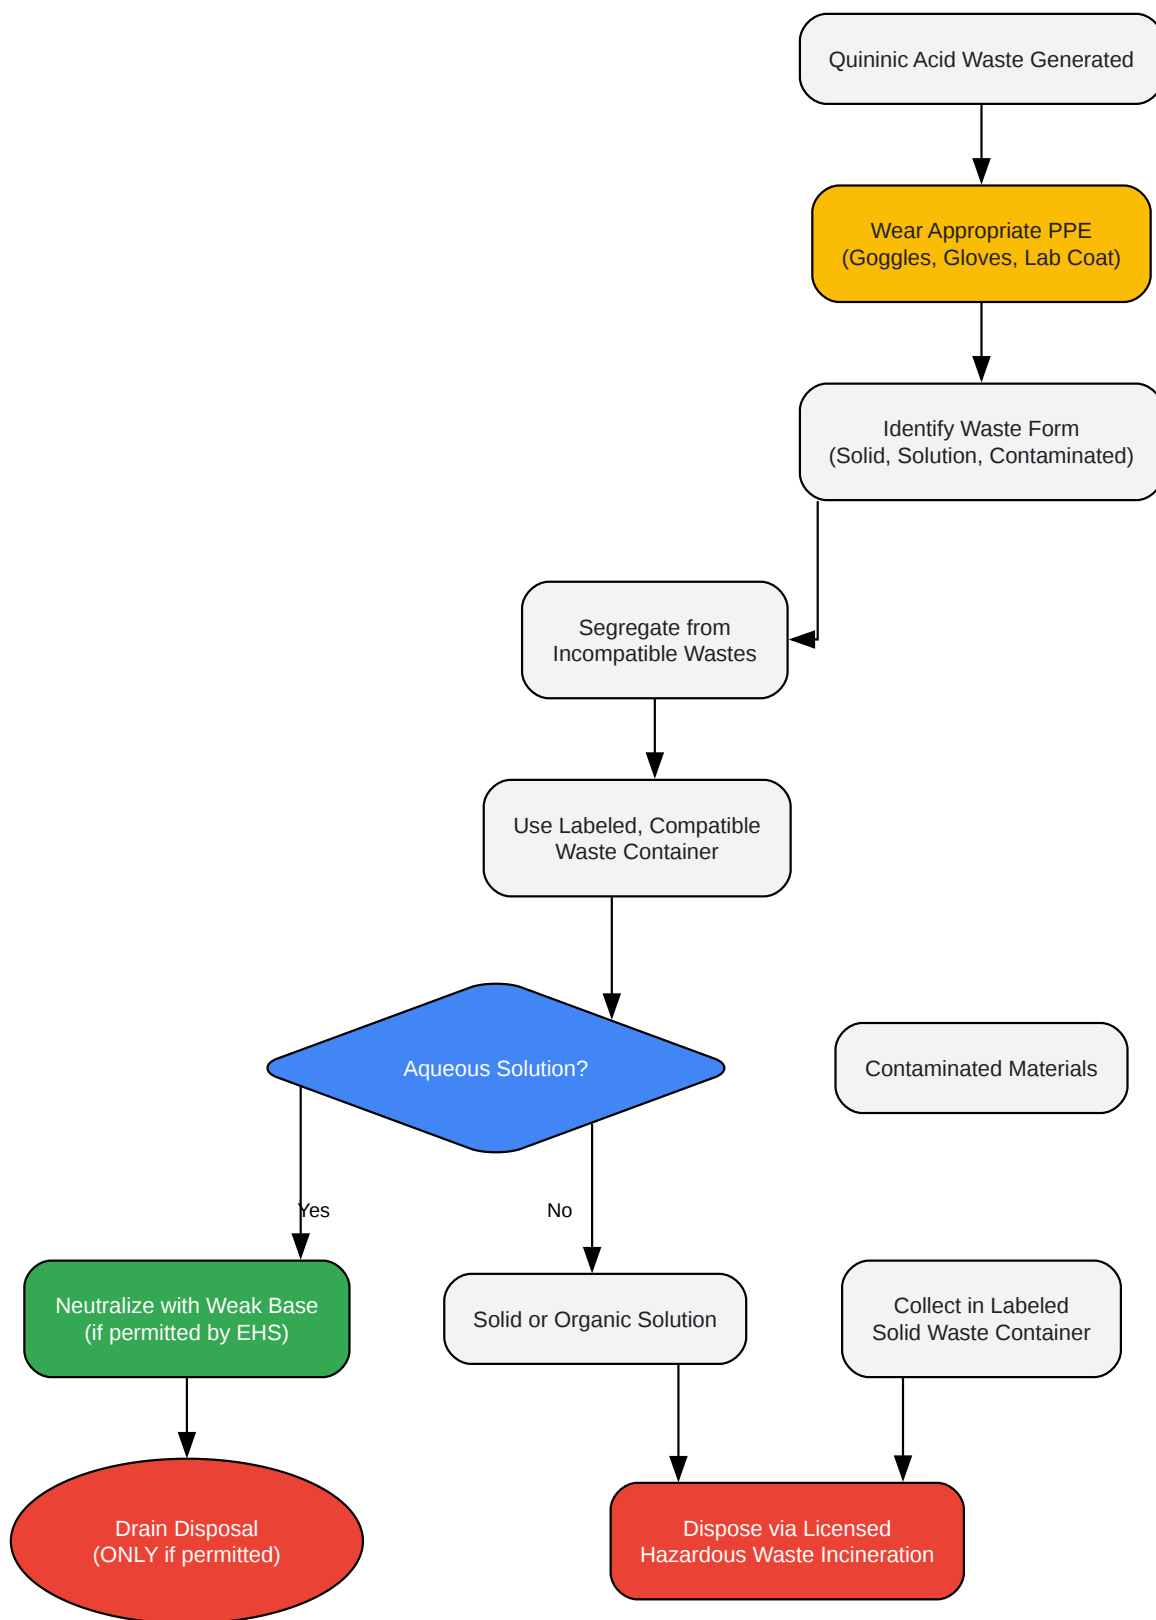 Quininic Acid Waste Generated
Wear Appropriate PPE
(Goggles, Gloves, Lab Coat)
Identify Waste Form
(Solid, Solution, Contaminated)
Segregate from
Incompatible Wastes
Use Labeled, Compatible
Waste Container
Aqueous Solution?
Contaminated Materials
Yes
No
Neutralize with Weak Base
(if permitted by EHS)
Solid or Organic Solution
Collect in Labeled
Solid Waste Container
Drain Disposal
(ONLY if permitted)
Dispose via Licensed
Hazardous Waste Incineration